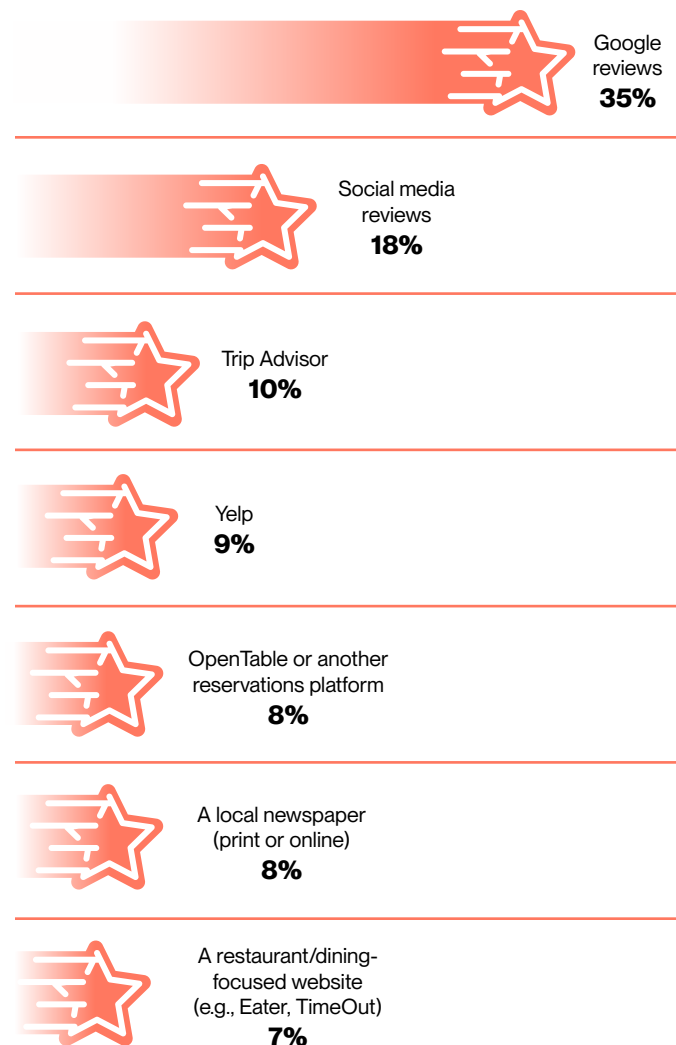 Google
reviews
35%
Social media
reviews
18%
Trip Advisor
10%
Yelp
9%
OpenTable or another
reservations platform
8%
A local newspaper
(print or online)
8%
A restaurant/dining-
focused website
(e.g., Eater, TimeOut)
7%